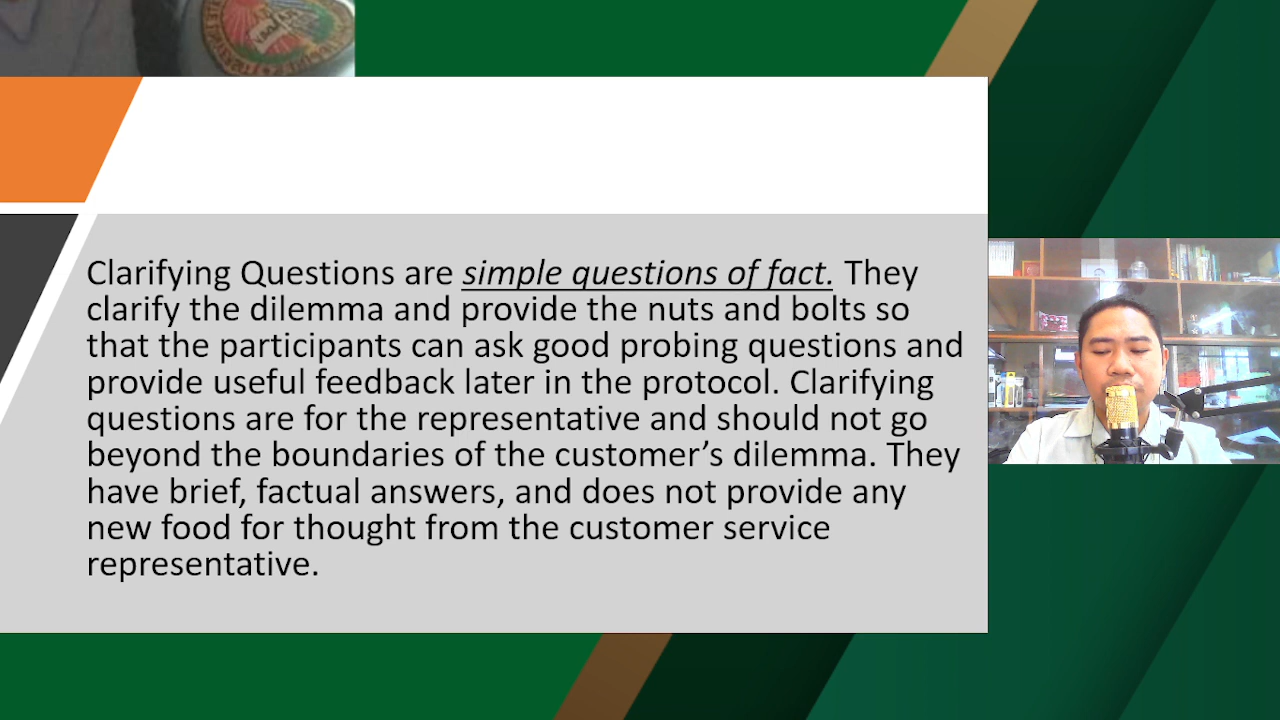 Clarifying Questions are simple questions of fact. They
clarify the dilemma and provide the nuts and bolts so
that the participants can ask good probing questions and
provide useful feedback later in the protocol. Clarifying
questions are for the representative and should not go
beyond the boundaries of the customer’s dilemma. They
have brief, factual answers, and does not provide any
new food for thought from the customer service
representative.